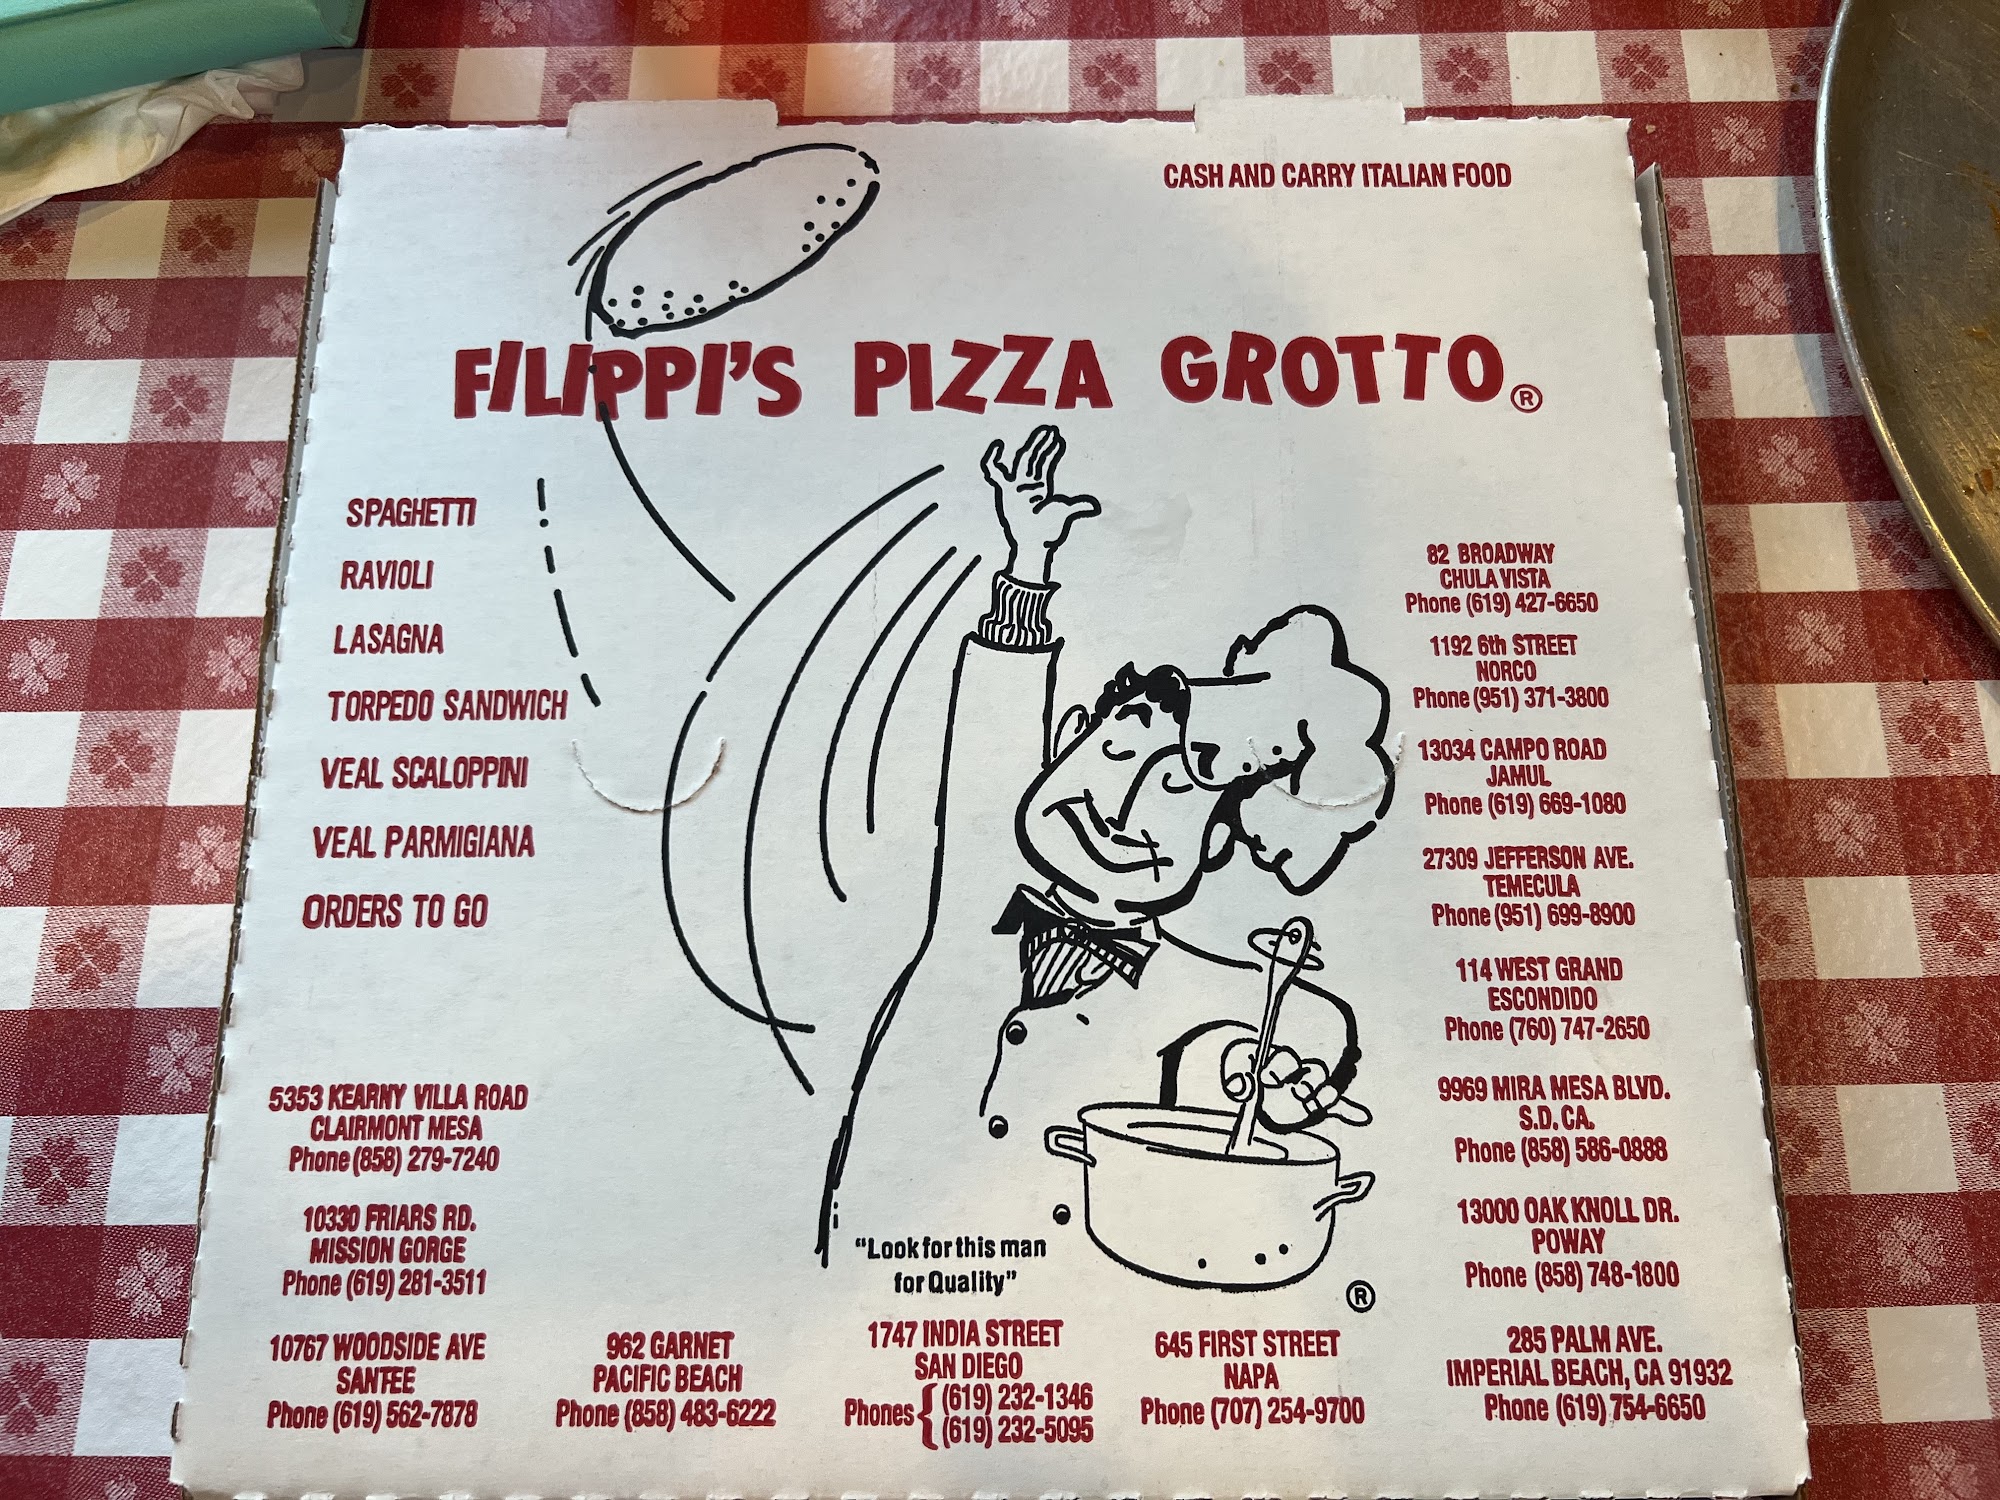 CASH AND CARRY ITALIAN FOOD
FILIPPI'S PIZZA GROTTO ®
SPAGHETTI
RAVIOLI
LASAGNA
TORPEDO SANDWICH
VEAL SCALOPPINI
VEAL PARMIGIANA
ORDERS TO GO
82 BROADWAY
CHULA VISTA
Phone (619) 427-6650
1192 6th STREET
NORCO
Phone (951) 371-3800
13034 CAMPO ROAD
JAMUL
Phone (619) 669-1080
27309 JEFFERSON AVE.
TEMECULA
Phone (951) 699-8900
114 WEST GRAND
ESCONDIDO
Phone (760) 747-2650
9969 MIRA MESA BLVD.
S.D. CA.
Phone (858) 586-0888
13000 OAK KNOLL DR.
POWAY
Phone (858) 748-1800
5353 KEARNY VILLA ROAD
CLAIRMONT MESA
Phone (858) 279-7240
10330 FRIARS RD.
MISSION GORGE
Phone (619) 281-3511
"Look for this man
for Quality"
®
10767 WOODSIDE AVE
SANTEE
Phone (619) 562-7878
962 GARNET
PACIFIC BEACH
Phone (858) 483-6222
1747 INDIA STREET
SAN DIEGO
Phones { (619) 232-1346
(619) 232-5095
645 FIRST STREET
NAPA
Phone (707) 254-9700
285 PALM AVE.
IMPERIAL BEACH, CA 91932
Phone (619) 754-6650